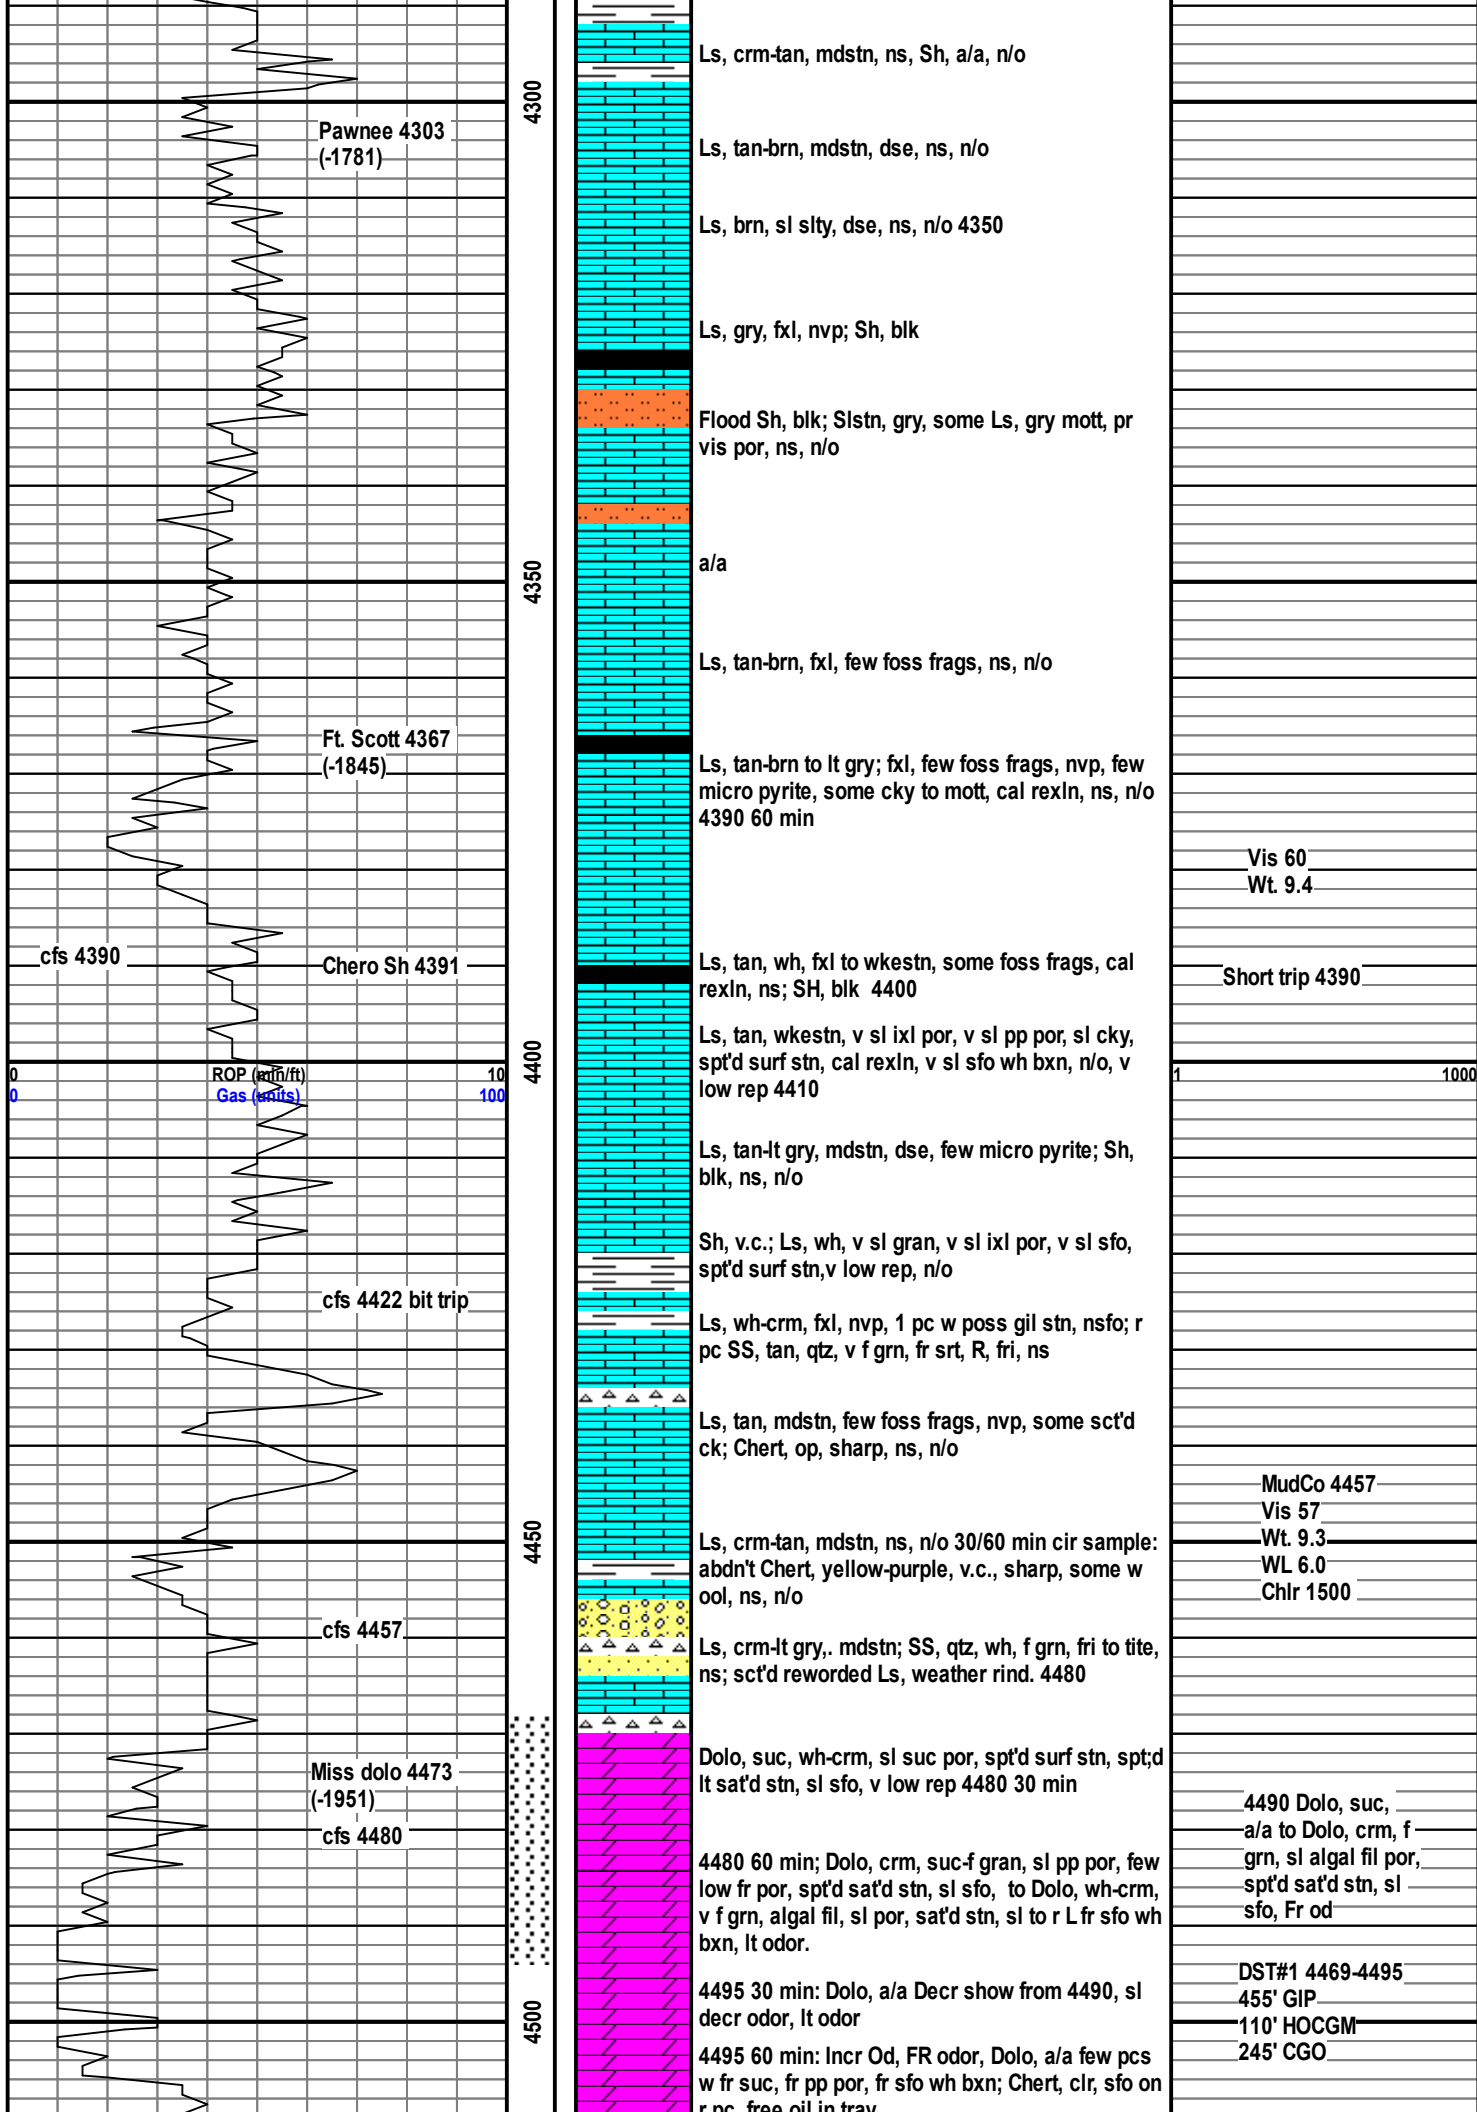 Ls, crm-tan, mdstn, ns, Sh, a/a, n/o
4300
Pawnee 4303
(-1781)
Ls, tan-brn, mdstn, dse, ns, n/o
Ls, brn, sl slty, dse, ns, n/o 4350
Ls, gry, fxl, nvp; Sh, blk
Flood Sh, blk; Slstn, gry, some Ls, gry mott, pr
vis por, ns, n/o
4350
a/a
Ls, tan-brn, fxl, few foss frags, ns, n/o
Ft. Scott 4367
(-1845)
Ls, tan-brn to lt gry; fxl, few foss frags, nvp, few
micro pyrite, some cky to mott, cal rexln, ns, n/o
4390 60 min
Vis 60
Wt. 9.4
cfs 4390
Chero Sh 4391
Ls, tan, wh, fxl to wkestn, some foss frags, cal
rexln, ns; SH, blk 4400
Short trip 4390
4400
Ls, tan, wkestn, v sl ixl por, v sl pp por, sl cky,
spt'd surf stn, cal rexln, v sl sfo wh bxn, n/o, v
low rep 4410
0 ROP (min/ft) 10
0 Gas (units) 100
1 1000
Ls, tan-lt gry, mdstn, dse, few micro pyrite; Sh,
blk, ns, n/o
Sh, v.c.; Ls, wh, v sl gran, v sl ixl por, v sl sfo,
spt'd surf stn,v low rep, n/o
cfs 4422 bit trip
Ls, wh-crm, fxl, nvp, 1 pc w poss gil stn, nsfo; r
pc SS, tan, qtz, v f grn, fr srt, R, fri, ns
Ls, tan, mdstn, few foss frags, nvp, some sct'd
ck; Chert, op, sharp, ns, n/o
4450
MudCo 4457
Vis 57
Wt. 9.3
WL 6.0
Chlr 1500
Ls, crm-tan, mdstn, ns, n/o 30/60 min cir sample:
abdn't Chert, yellow-purple, v.c., sharp, some w
ool, ns, n/o
cfs 4457
Ls, crm-lt gry,. mdstn; SS, qtz, wh, f grn, fri to tite,
ns; sct'd reworded Ls, weather rind. 4480
Miss dolo 4473
(-1951)
cfs 4480
Dolo, suc, wh-crm, sl suc por, spt'd surf stn, spt;d
lt sat'd stn, sl sfo, v low rep 4480 30 min
4490 Dolo, suc,
a/a to Dolo, crm, f
grn, sl algal fil por,
spt'd sat'd stn, sl
sfo, Fr od
4480 60 min; Dolo, crm, suc-f gran, sl pp por, few
low fr por, spt'd sat'd stn, sl sfo, to Dolo, wh-crm,
v f grn, algal fil, sl por, sat'd stn, sl to r L fr sfo wh
bxn, lt odor.
4500
4495 30 min: Dolo, a/a Decr show from 4490, sl
decr odor, lt odor
DST#1 4469-4495
455' GIP
110' HOCGM
245' CGO
4495 60 min: Incr Od, FR odor, Dolo, a/a few pcs
w fr suc, fr pp por, fr sfo wh bxn; Chert, clr, sfo on
r pc, free oil in tray